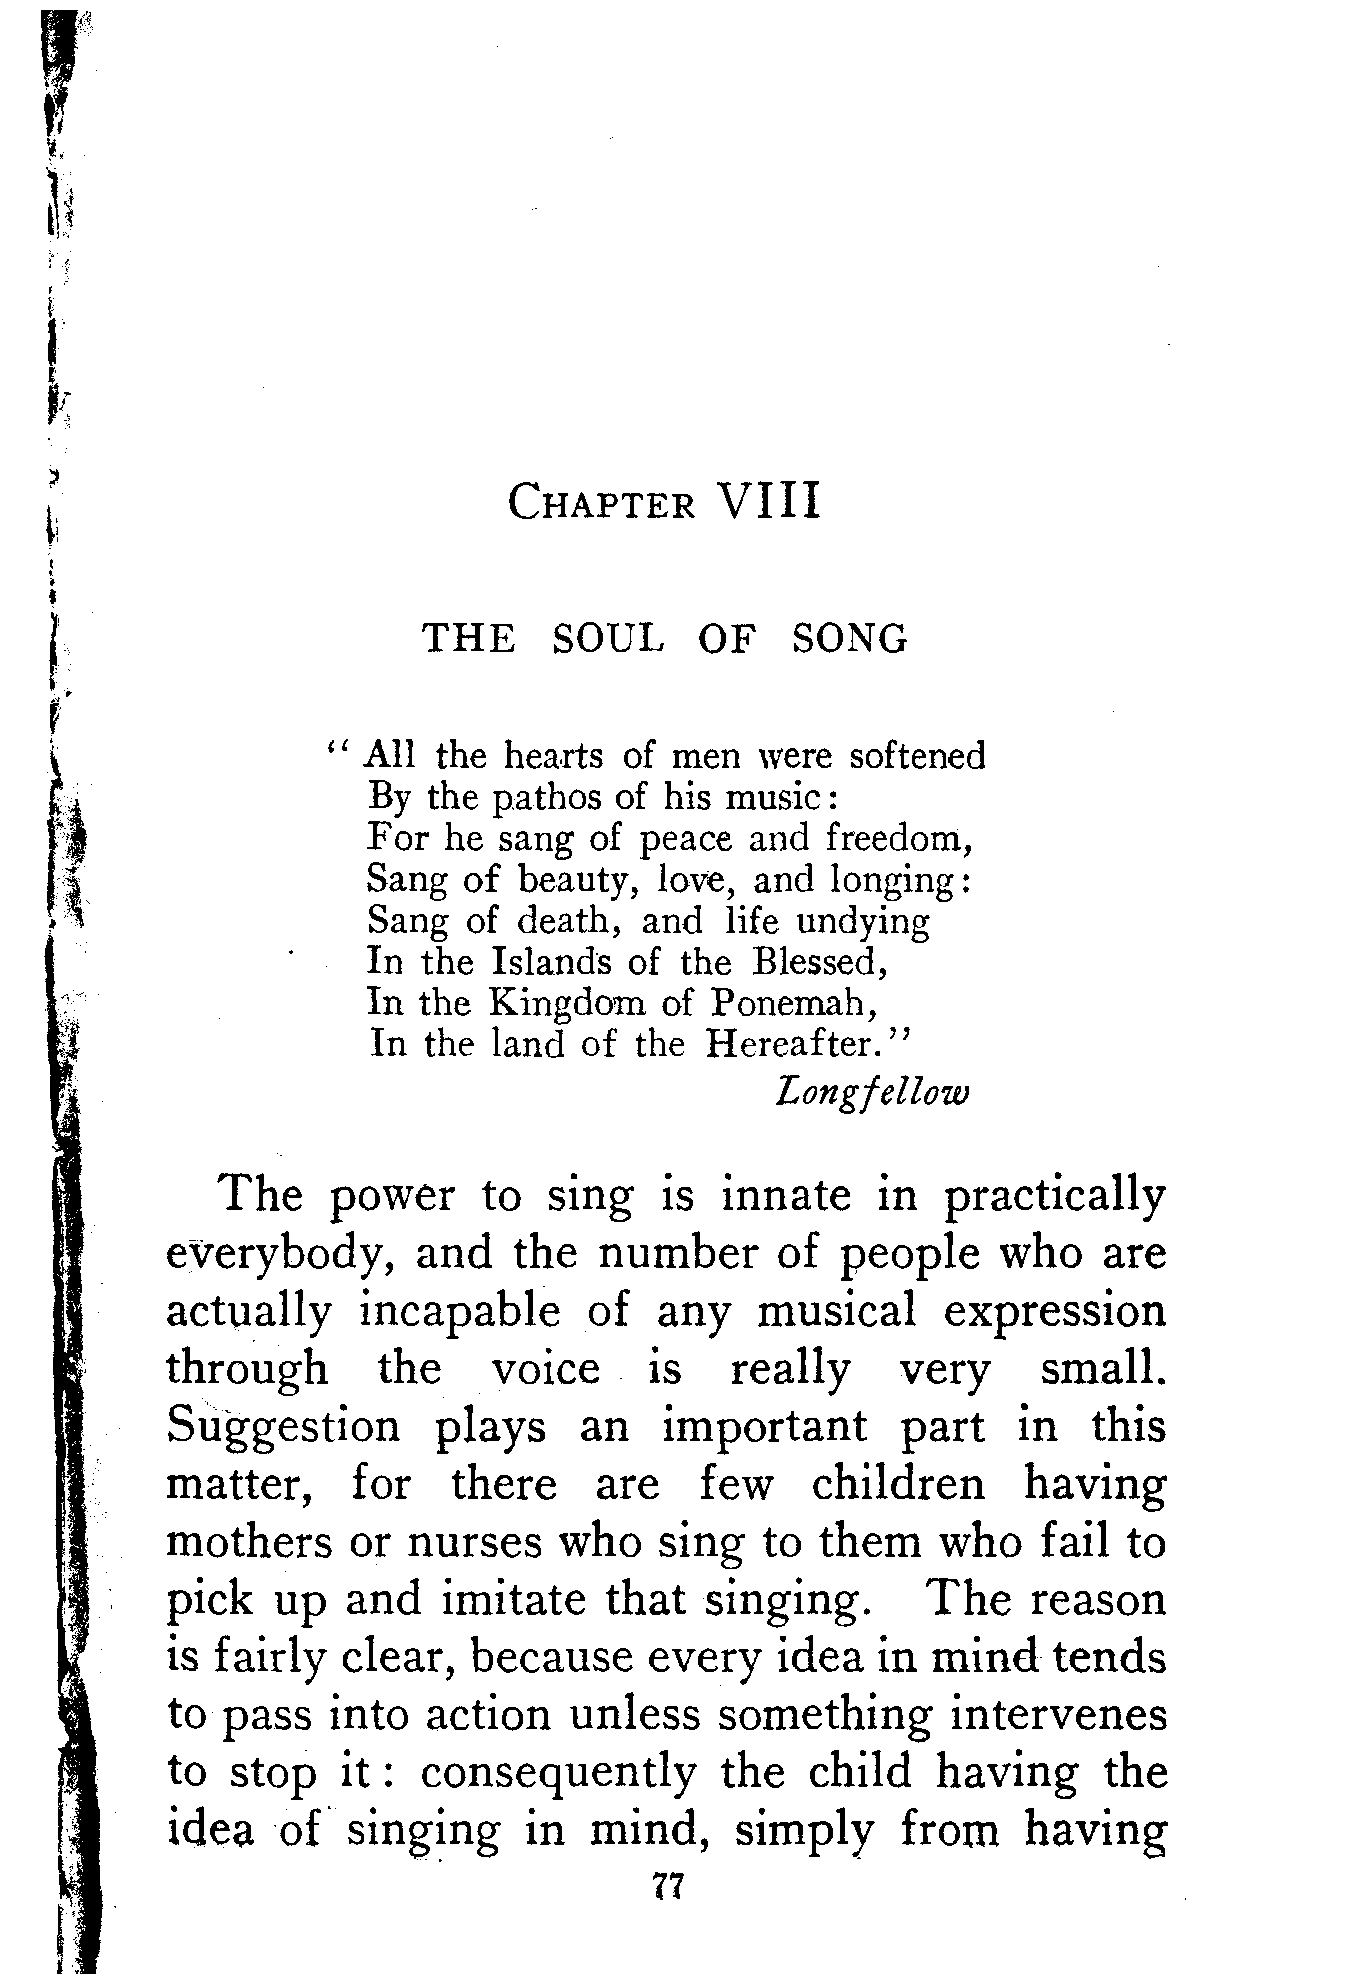 Chapter VIII
THE SOUL OF SONG
“ All the hearts of men were softened
By the pathos of his music :
For he sang of peace and freedom,
Sang of beauty, love, and longing :
Sang of death, and life undying
In the Islands of the Blessed,
In the Kingdom of Ponemah,
In the land of the Hereafter.”
Longfellow
The power to sing is innate in practically
everybody, and the number of people who are
actually incapable of any musical expression
through the voice is really very small.
Suggestion plays an important part in this
matter, for there are few children having
mothers or nurses who sing to them who fail to
pick up and imitate that singing. The reason
is fairly clear, because every idea in mind tends
to pass into action unless something intervenes
to stop it : consequently the child having the
idea of singing in mind, simply from having
77